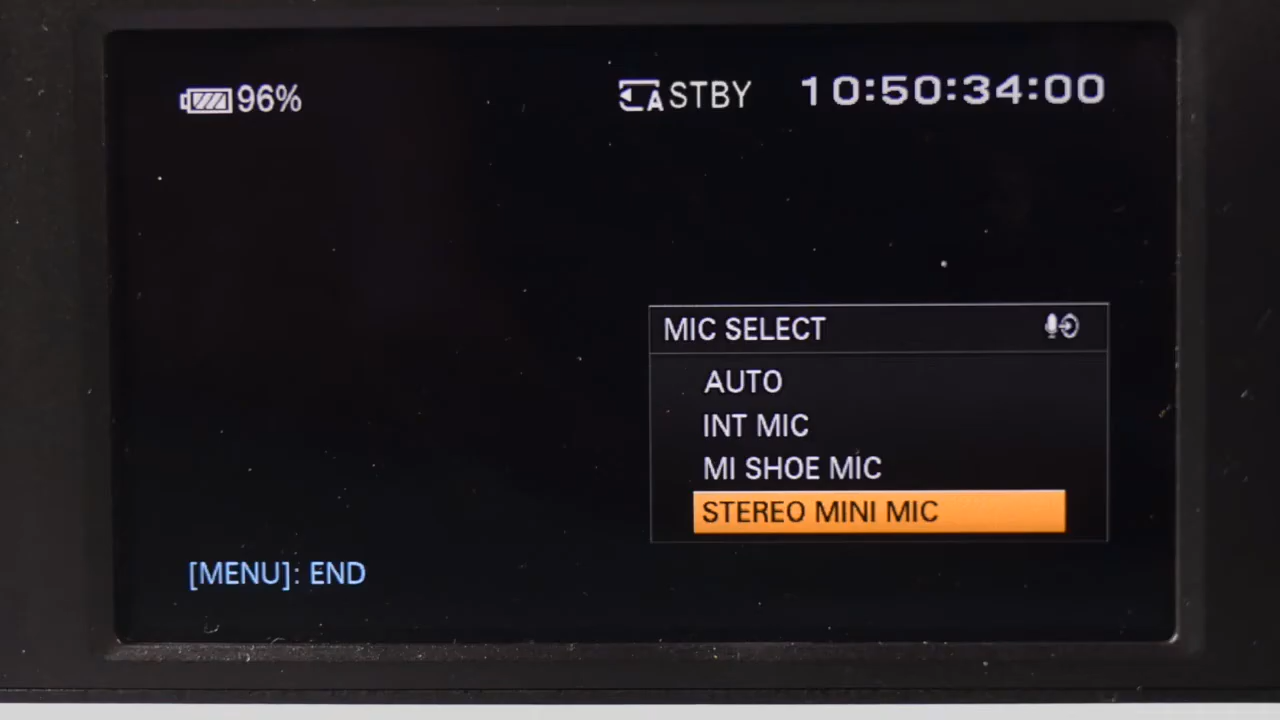 96%
A STBY 10:50:34:00
MIC SELECT
AUTO
INT MIC
MI SHOE MIC
STEREO MINI MIC
[MENU]: END